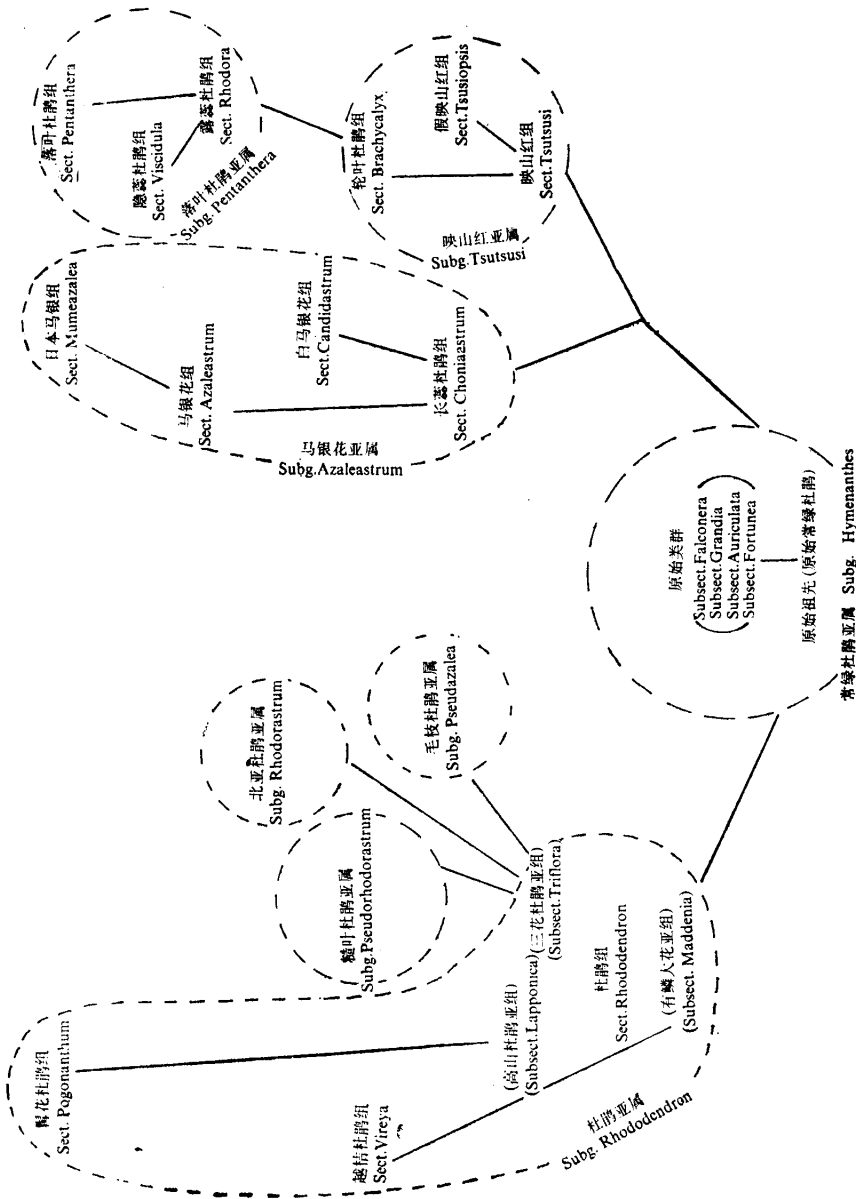 落叶杜鹃组
Sect. Pentanthera
隐蕊杜鹃组
Sect. Viscidula
露蕊杜鹃组
Sect. Rhodora
落叶杜鹃亚属
Subg. Pentanthera
轮叶杜鹃组
Sect. Brachycalyx
假映山红组
Sect.Tsusiopsis
映山红组
Sect.Tsutsusi
映山红亚属
Subg.Tsutsusi
日本马银组
Sect. Mumeazalea
马银花组
Sect. Azaleastrum
白马银花组
Sect.Candidastrum
长蕊杜鹃组
Sect. Choniastrum
马银花亚属
Subg.Azaleastrum
原始类群
Subsect.Falconera
Subsect.Grandia
Subsect.Auriculata
Subsect.Fortunea
原始祖先(原始常绿杜鹃)
常绿杜鹃亚属 Subg. Hymenanthes
北亚杜鹃亚属
Subg. Rhodorastrum
毛枝杜鹃亚属
Subg. Pseudazalea
糙叶杜鹃亚属
Subg.Pseudorhodorastrum
髯花杜鹃组
Sect. Pogonanthum
越桔杜鹃组
Sect.Vireya
(高山杜鹃亚组)
(Subsect.Lapponica)
(三花杜鹃亚组)
(Subsect.Triflora)
杜鹃组
Sect.Rhododendron
(有鳞大花亚组)
(Subsect. Maddenia)
杜鹃亚属
Subg. Rhododendron